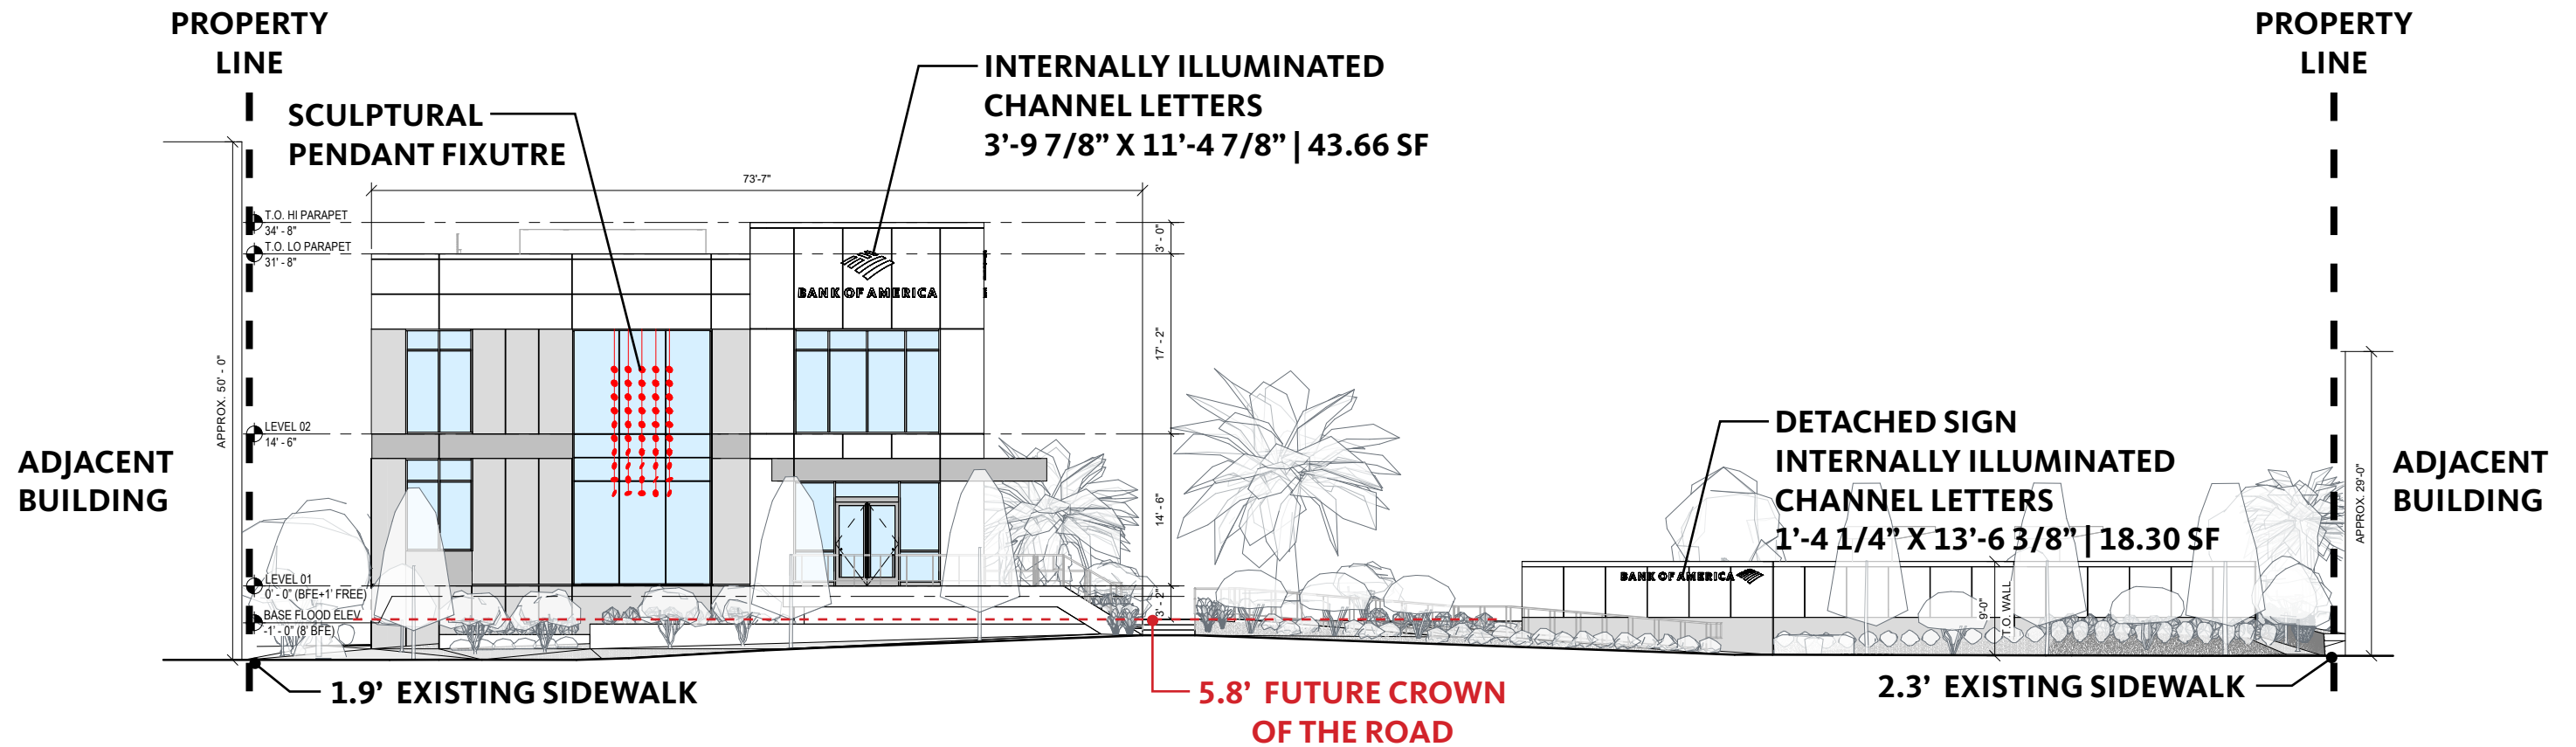 PROPERTY
LINE
PROPERTY
LINE
INTERNALLY ILLUMINATED
CHANNEL LETTERS
3’-9 7/8” X 11’-4 7/8” | 43.66 SF
SCULPTURAL
PENDANT FIXUTRE
73'-7"
T.O. HI PARAPET
34' - 8"
T.O. LO PARAPET
31' - 8"
3' - 0"
BANK OF AMERICA
17' - 2"
APPROX. 50' - 0"
LEVEL 02
14' - 6"
ADJACENT
BUILDING
DETACHED SIGN
INTERNALLY ILLUMINATED
CHANNEL LETTERS
1’-4 1/4” X 13’-6 3/8” | 18.30 SF
ADJACENT
BUILDING
APPROX. 29'-0"
14' - 6"
LEVEL 01
0' - 0" (BFE+1' FREE)
BANK OF AMERICA
BASE FLOOD ELEV
-1' - 0" (8' BFE)
3' - 2"
9'-0"
T.O. WALL
1.9’ EXISTING SIDEWALK
5.8’ FUTURE CROWN
OF THE ROAD
2.3’ EXISTING SIDEWALK